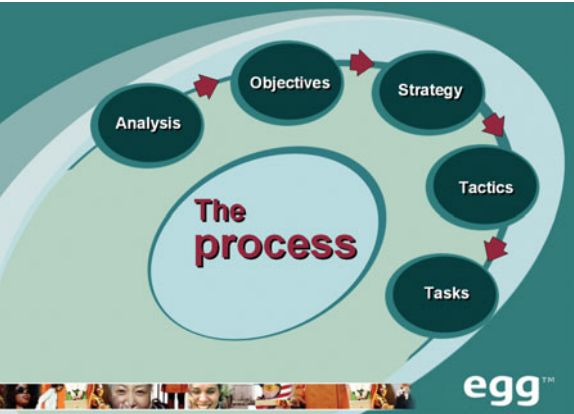 Analysis
Objectives
Strategy
Tactics
Tasks
The
process
egg™